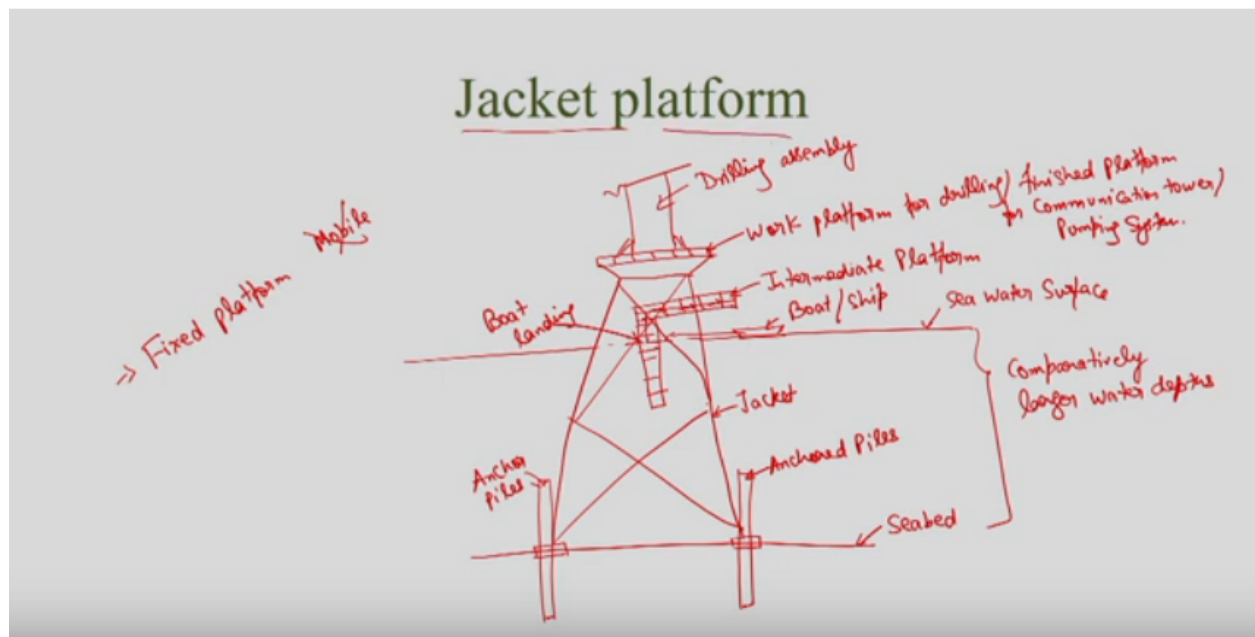 Jacket platform
Drilling assembly
Work platform for drilling/ finished platform
for communication tower/
Pumping System.
→ Fixed platform Mobile
Intermediate Platform
Boat
landing
Boat/ship
Sea water Surface
Comparatively
larger water depths
Jacket
Anchor
piles
Anchored Piles
Seabed